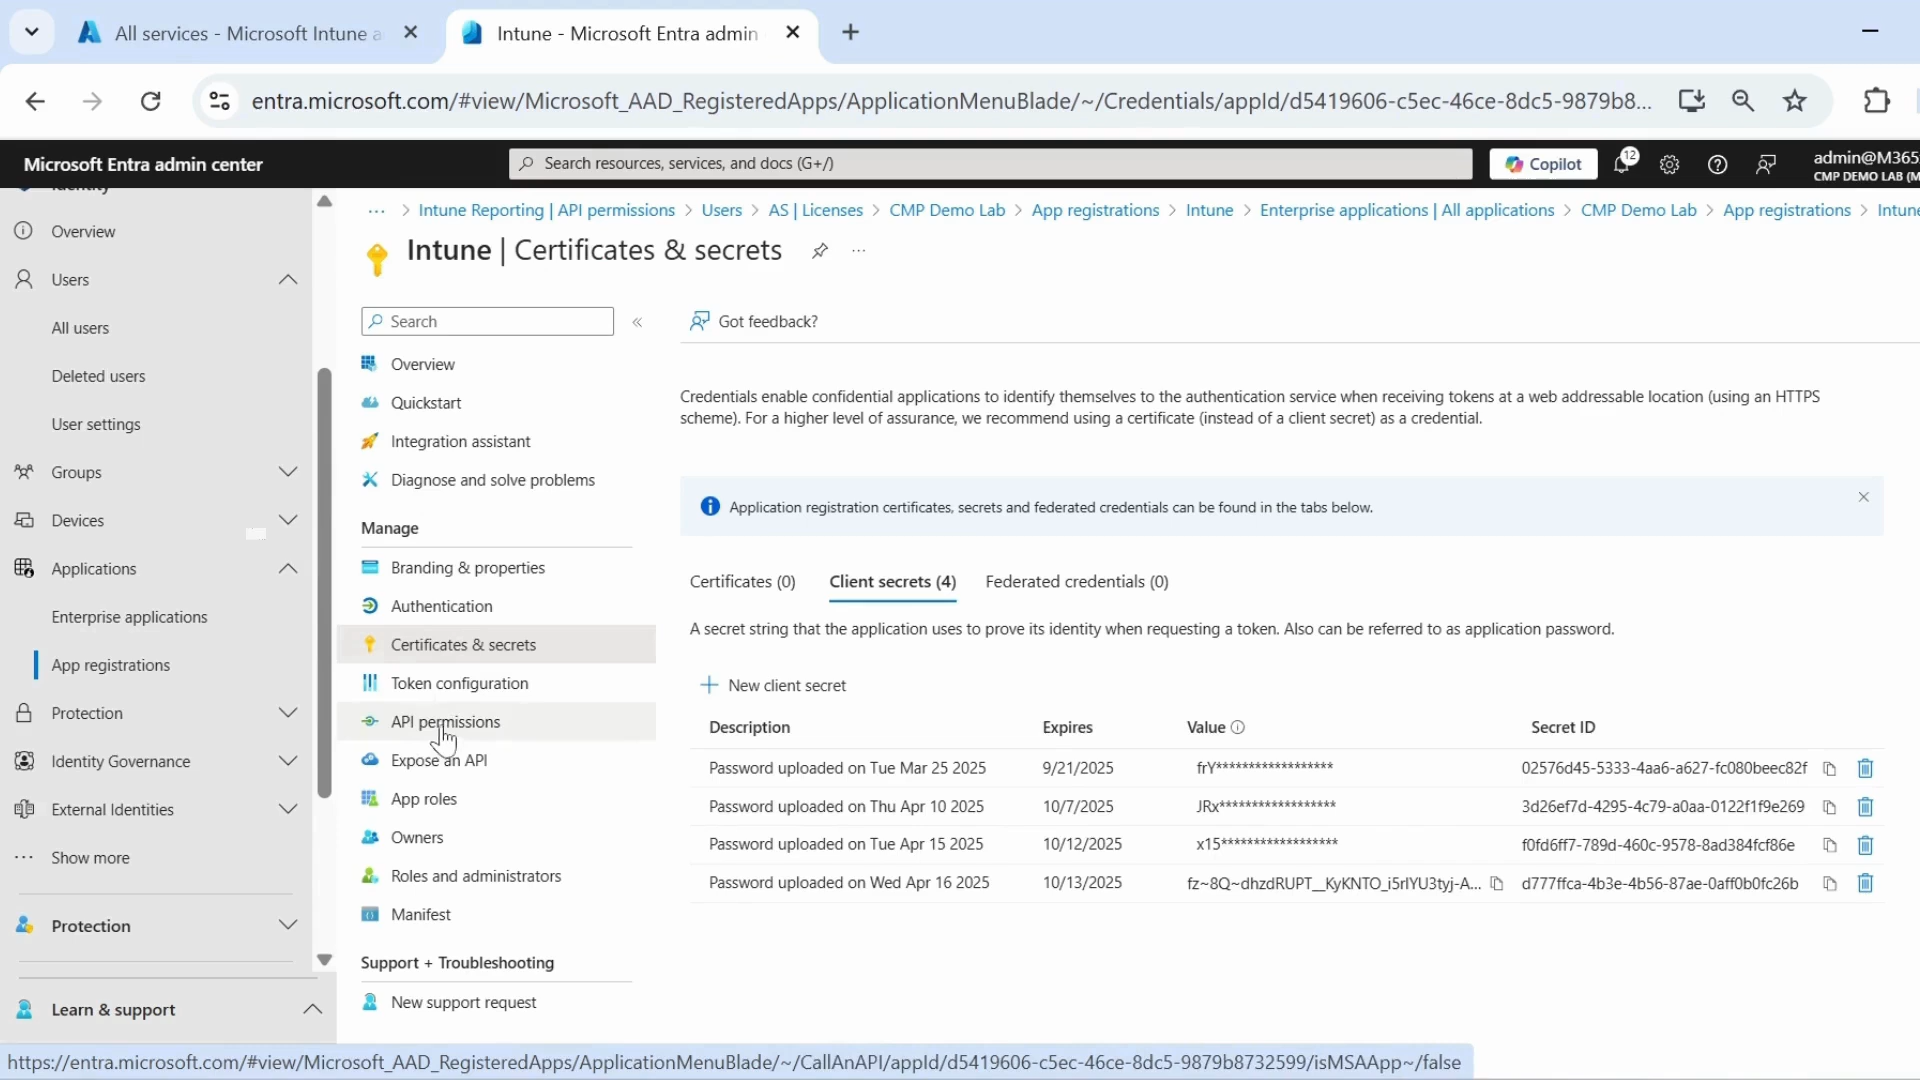 All services - Microsoft Intune a
Intune - Microsoft Entra admin
entra.microsoft.com/#view/Microsoft_AAD_RegisteredApps/ApplicationMenuBlade/~/Credentials/appId/d5419606-c5ec-46ce-8dc5-9879b8...
Microsoft Entra admin center
Search resources, services, and docs (G+/)
Copilot
12
admin@M365
CMP DEMO LAB (M
Identity
Overview
Users
All users
Deleted users
User settings
Groups
Devices
Applications
Enterprise applications
App registrations
Protection
Identity Governance
External Identities
Show more
Protection
Learn & support
... > Intune Reporting | API permissions > Users > AS | Licenses > CMP Demo Lab > App registrations > Intune > Enterprise applications | All applications > CMP Demo Lab > App registrations > Intune
Intune | Certificates & secrets
Search
Overview
Quickstart
Integration assistant
Diagnose and solve problems
Manage
Branding & properties
Authentication
Certificates & secrets
Token configuration
API permissions
Expose an API
App roles
Owners
Roles and administrators
Manifest
Support + Troubleshooting
New support request
Got feedback?
Credentials enable confidential applications to identify themselves to the authentication service when receiving tokens at a web addressable location (using an HTTPS
scheme). For a higher level of assurance, we recommend using a certificate (instead of a client secret) as a credential.
Application registration certificates, secrets and federated credentials can be found in the tabs below.
Certificates (0) Client secrets (4) Federated credentials (0)
A secret string that the application uses to prove its identity when requesting a token. Also can be referred to as application password.
New client secret
Description Expires Value Secret ID
Password uploaded on Tue Mar 25 2025 9/21/2025 frY****************** 02576d45-5333-4aa6-a627-fc080beec82f
Password uploaded on Thu Apr 10 2025 10/7/2025 JRx****************** 3d26ef7d-4295-4c79-a0aa-0122f1f9e269
Password uploaded on Tue Apr 15 2025 10/12/2025 x15****************** f0fd6ff7-789d-460c-9578-8ad384fcf86e
Password uploaded on Wed Apr 16 2025 10/13/2025 fz~8Q~dhzdRUPT__KyKNTO_i5rIYU3tyj-A... d777ffca-4b3e-4b56-87ae-0aff0b0fc26b
https://entra.microsoft.com/#view/Microsoft_AAD_RegisteredApps/ApplicationMenuBlade/~/CallAnAPI/appId/d5419606-c5ec-46ce-8dc5-9879b8732599/isMSAApp~/false